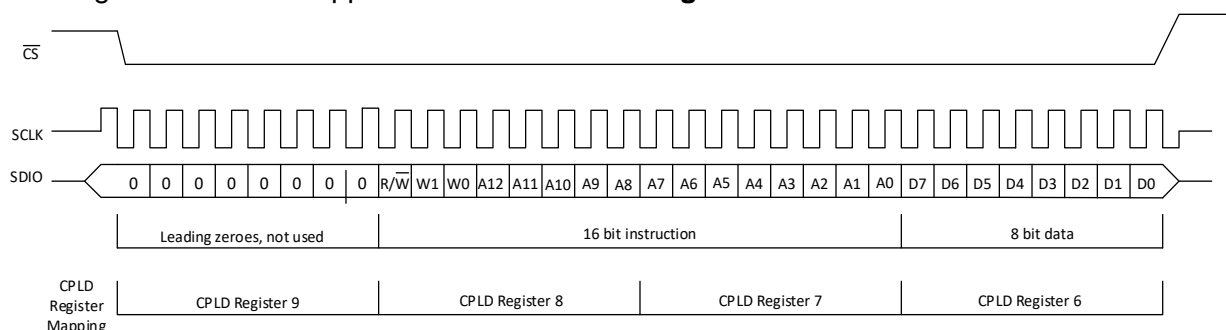 CS
SCLK
SDIO 0 0 0 0 0 0 0 0 R/W W1 W0 A12 A11 A10 A9 A8 A7 A6 A5 A4 A3 A2 A1 A0 D7 D6 D5 D4 D3 D2 D1 D0
Leading zeroes, not used 16 bit instruction 8 bit data
CPLD
Register
Mapping
CPLD Register 9 CPLD Register 8 CPLD Register 7 CPLD Register 6